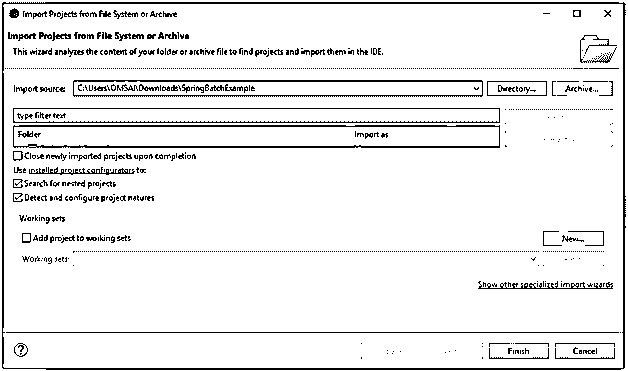 Import Projects from File System or Archive
Import Projects from File System or Archive
This wizard analyzes the content of your folder or archive file to find projects and import them in the IDE.
Import source: C:\Users\OMSAI\Downloads\SpringBatchExample Directory... Archive...
type filter text
Folder Import as
Close newly imported projects upon completion
Use installed project configurators to:
Search for nested projects
Detect and configure project natures
Working sets
Add project to working sets New...
Working sets:
Show other specialized import wizards
Finish Cancel